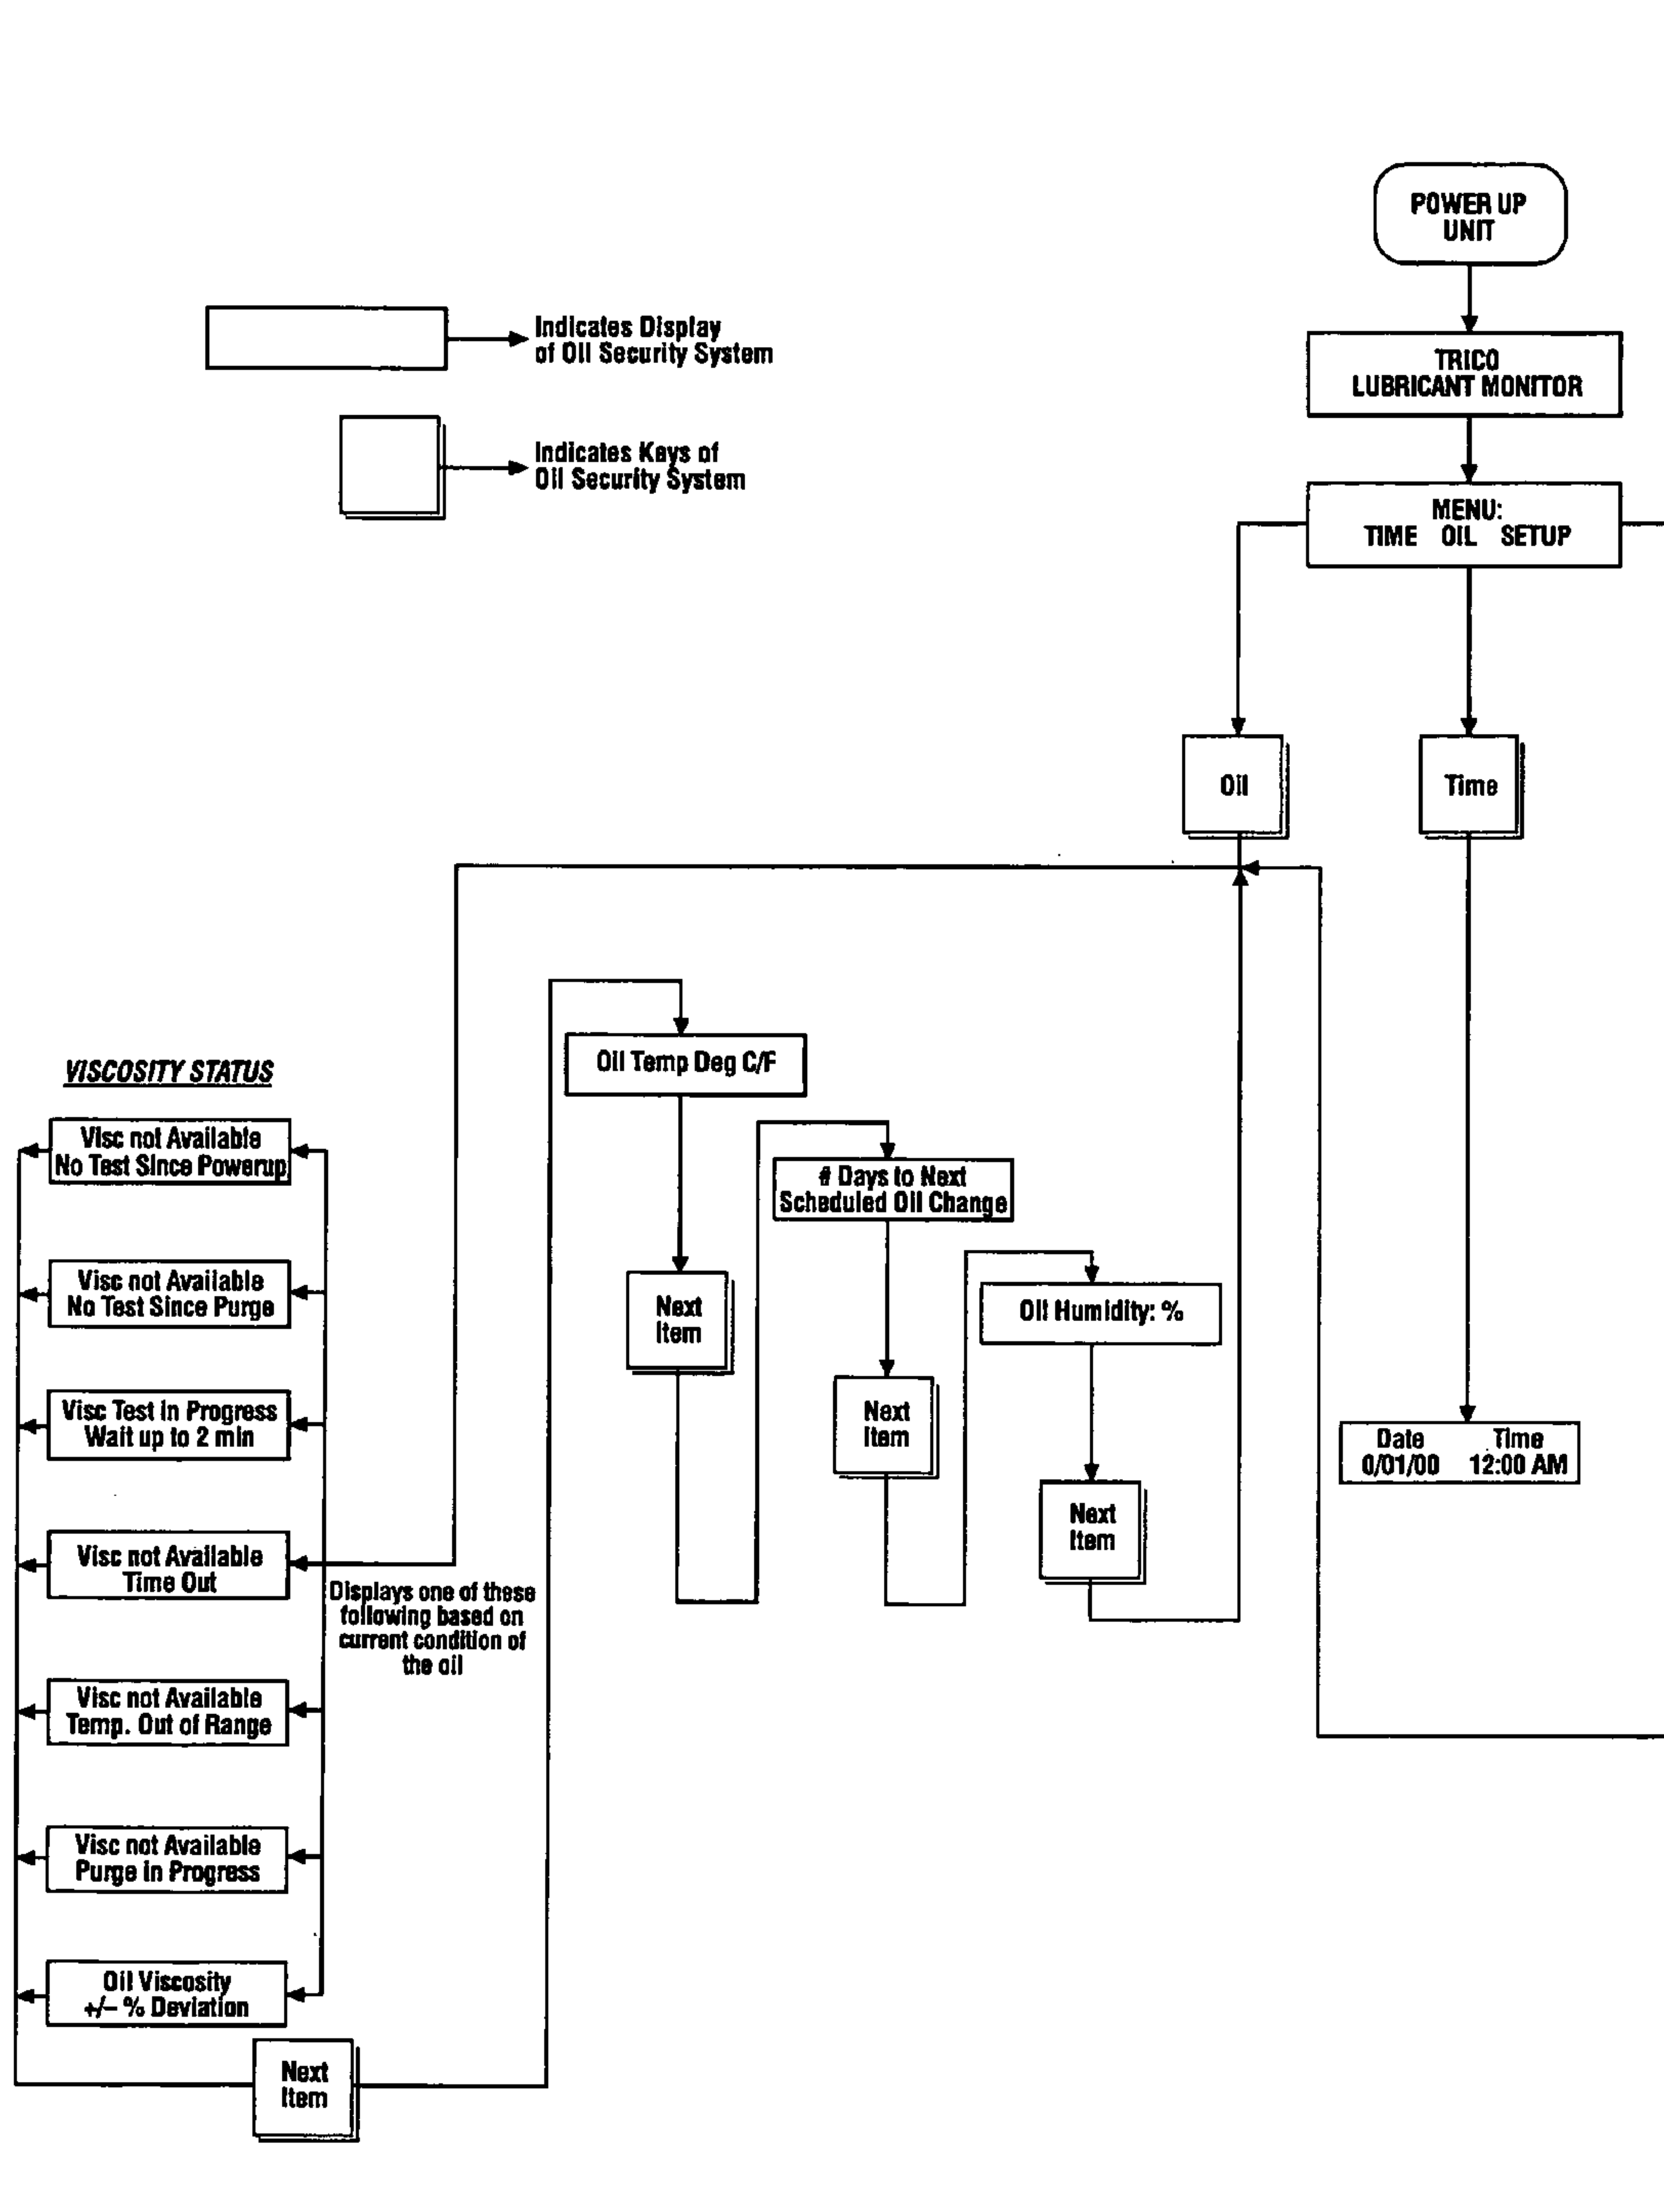 POWER UP
UNIT
Indicates Display
of Oil Security System
TRICO
LUBRICANT MONITOR
Indicates Keys of
Oil Security System
MENU:
TIME OIL SETUP
Oil
Time
Oil Temp Deg C/F
VISCOSITY STATUS
Visc not Available
No Test Since Powerup
# Days to Next
Scheduled Oil Change
Visc not Available
No Test Since Purge
Next
Item
Oil Humidity: %
Visc Test in Progress
Wait up to 2 min
Next
Item
Date Time
0/01/00 12:00 AM
Next
Item
Visc not Available
Time Out
Displays one of these
following based on
current condition of
the oil
Visc not Available
Temp. Out of Range
Visc not Available
Purge in Progress
Oil Viscosity
+/– % Deviation
Next
Item